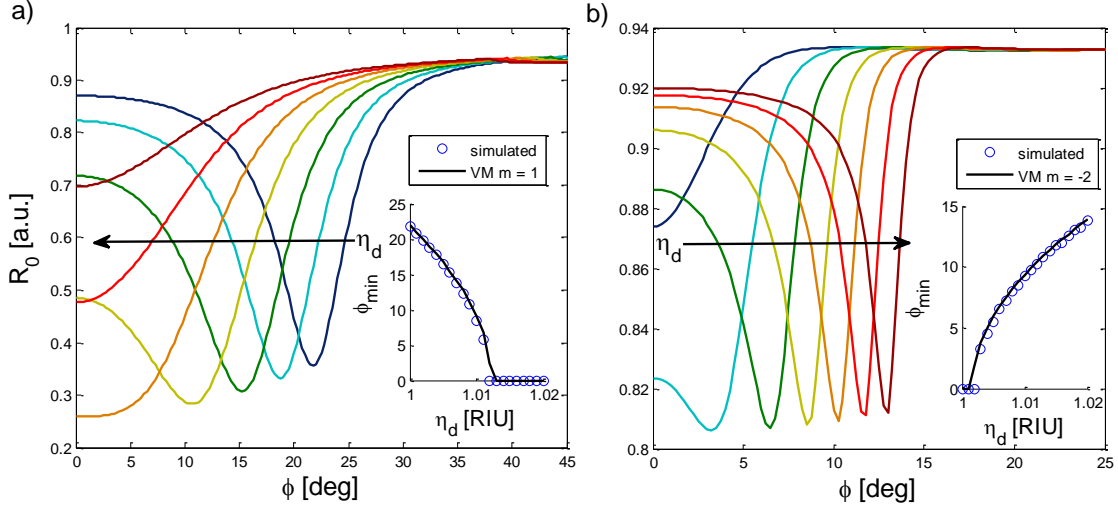 a)
1
0.9
0.8
0.7
0.6
0.5
0.4
0.3
0.2
R0 [a.u.]
0 5 10 15 20 25 30 35 40 45
ϕ [deg]
ηd
simulated
VM m = 1
25
20
15
10
5
0
ϕmin
1 1.01 1.02
ηd [RIU]
b)
0.94
0.92
0.9
0.88
0.86
0.84
0.82
0.8
0 5 10 15 20 25
ϕ [deg]
ηd
simulated
VM m = -2
15
10
5
0
ϕmin
1 1.01 1.02
ηd [RIU]